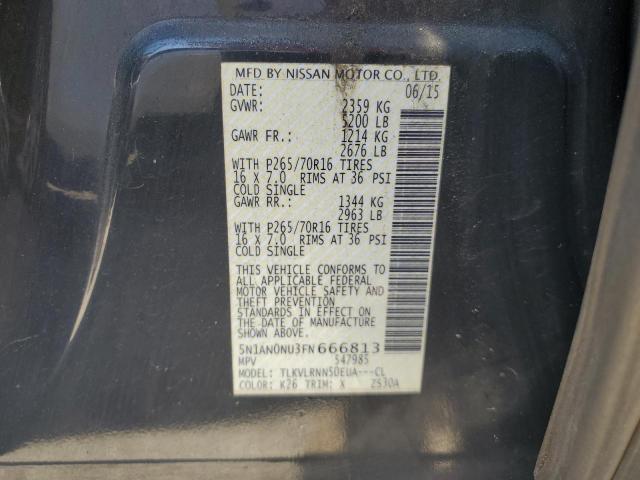 MFD BY NISSAN MOTOR CO., LTD.
DATE: 06/15
GVWR: 2359 KG
5200 LB
GAWR FR.: 1214 KG
2676 LB
WITH P265/70R16 TIRES
16 X 7.0 RIMS AT 36 PSI
COLD SINGLE
GAWR RR.: 1344 KG
2963 LB
WITH P265/70R16 TIRES
16 X 7.0 RIMS AT 36 PSI
COLD SINGLE
THIS VEHICLE CONFORMS TO
ALL APPLICABLE FEDERAL
MOTOR VEHICLE SAFETY AND
THEFT PREVENTION
STANDARDS IN EFFECT ON
THE DATE OF MANUFACTURE
SHOWN ABOVE.
5N1AN0NU3FN666813
MPV 547985
MODEL: TLKVLRNN50EUA---CL
COLOR: K26 TRIM: X ZS30A